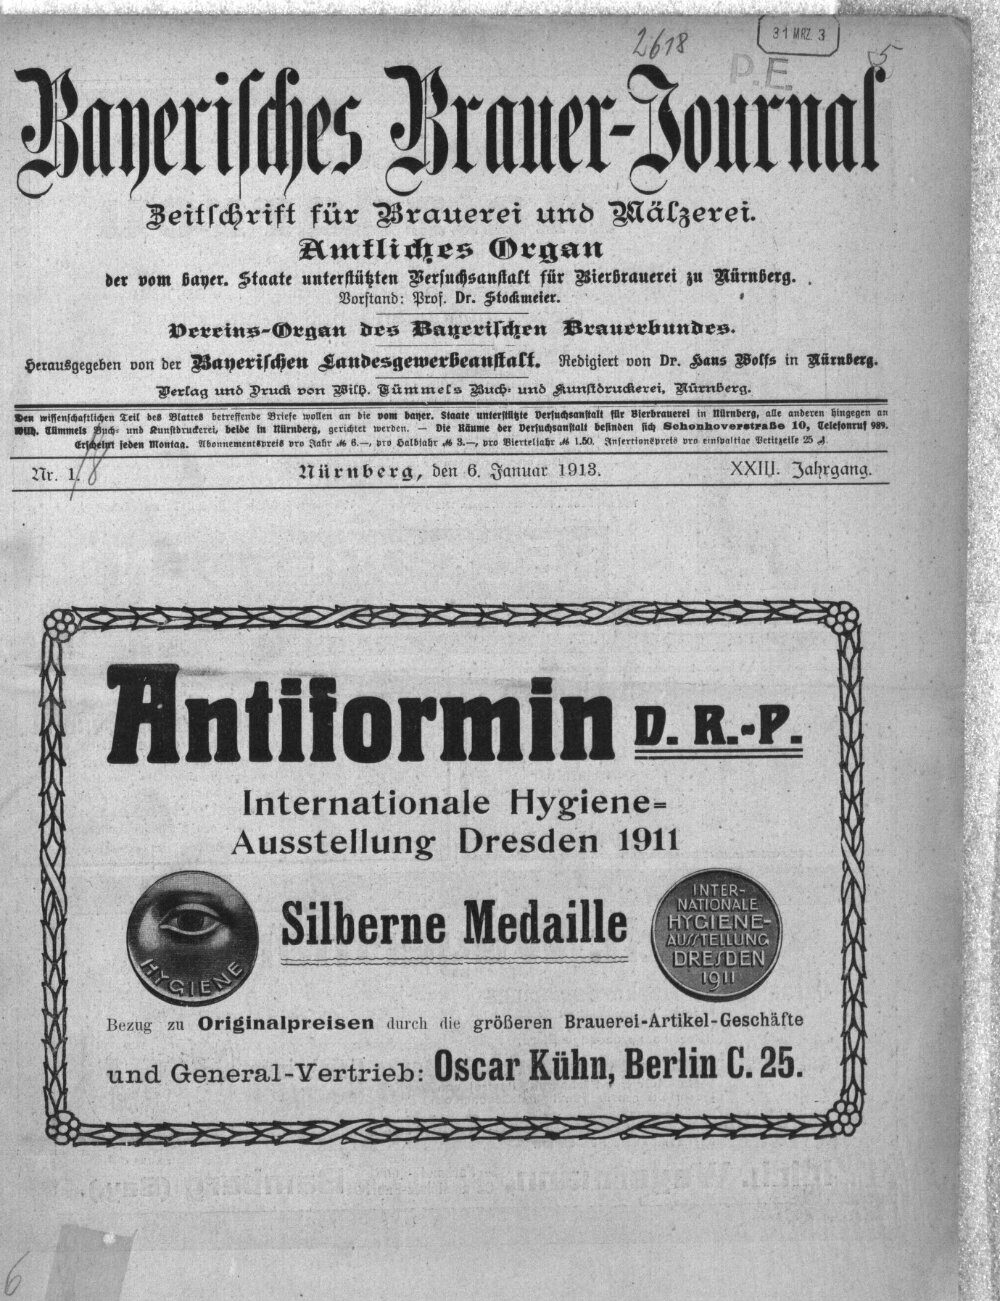 2618
31 MRZ. 3
P.E.
5
Bayerisches Brauer-Journal
Zeitschrift für Brauerei und Mälzerei.
Amtliches Organ
der vom bayer. Staate unterstützten Versuchsanstalt für Bierbrauerei zu Nürnberg.
Vorstand: Prof. Dr. Stockmeier.
Vereins-Organ des Bayerischen Brauerbundes.
Herausgegeben von der Bayerischen Landesgewerbeanstalt. Redigiert von Dr. Hans Wolfs in Nürnberg.
Verlag und Druck von Wilh. Tümmel's Buch- und Kunstdruckerei, Nürnberg.
Den wissenschaftlichen Teil des Blattes betreffende Briefe wollen an die vom bayer. Staate unterstützte Versuchsanstalt für Bierbrauerei in Nürnberg, alle anderen hingegen an
Wilh. Tümmels Buch- und Kunstdruckerei, beide in Nürnberg, gerichtet werden. — Die Räume der Versuchsanstalt befinden sich Schonhoverstraße 10, Telefonruf 989.
Erscheint jeden Montag. Abonnementspreis pro Jahr ℳ 6.—, pro Halbjahr ℳ 3.—, pro Vierteljahr ℳ 1.50. Insertionspreis pro einspaltige Petitzeile 25 ₰.
Nr. 1./8 Nürnberg, den 6. Januar 1913. XXIII. Jahrgang.
Antiformin D. R.-P.
Internationale Hygiene-
Ausstellung Dresden 1911
Silberne Medaille
HYGIENE
INTER-
NATIONALE
HYGIENE-
AUSSTELLUNG
DRESDEN
1911
Bezug zu Originalpreisen durch die größeren Brauerei-Artikel-Geschäfte
und General-Vertrieb: Oscar Kühn, Berlin C. 25.
6